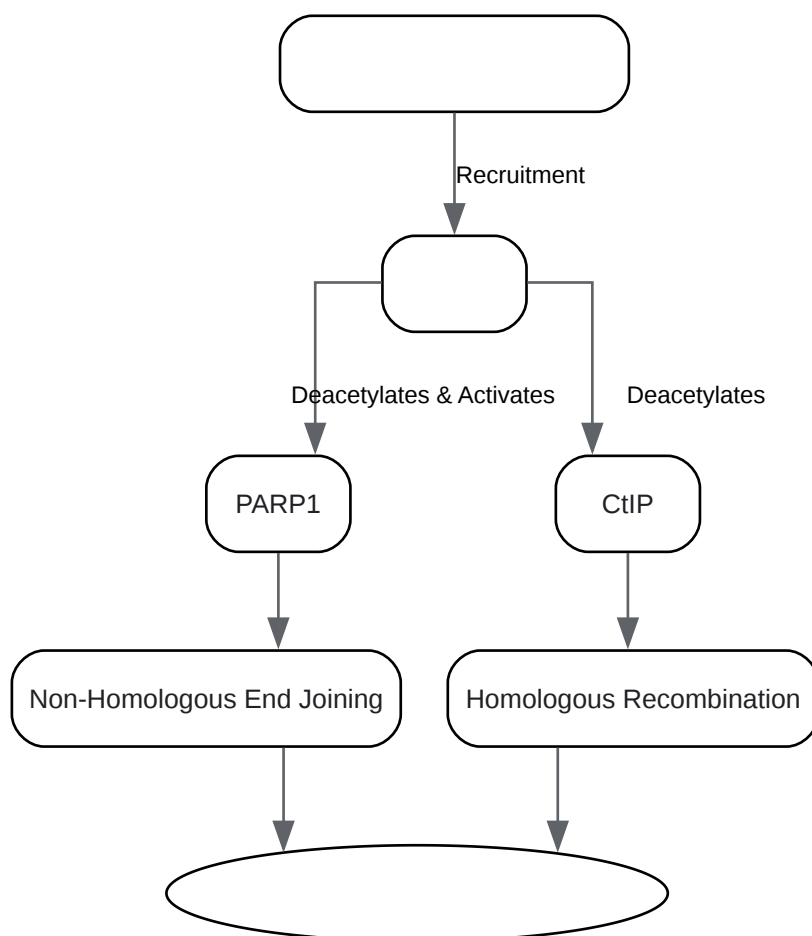 Recruitment
Deacetylates & Activates
Deacetylates
PARP1
CtIP
Non-Homologous End Joining
Homologous Recombination